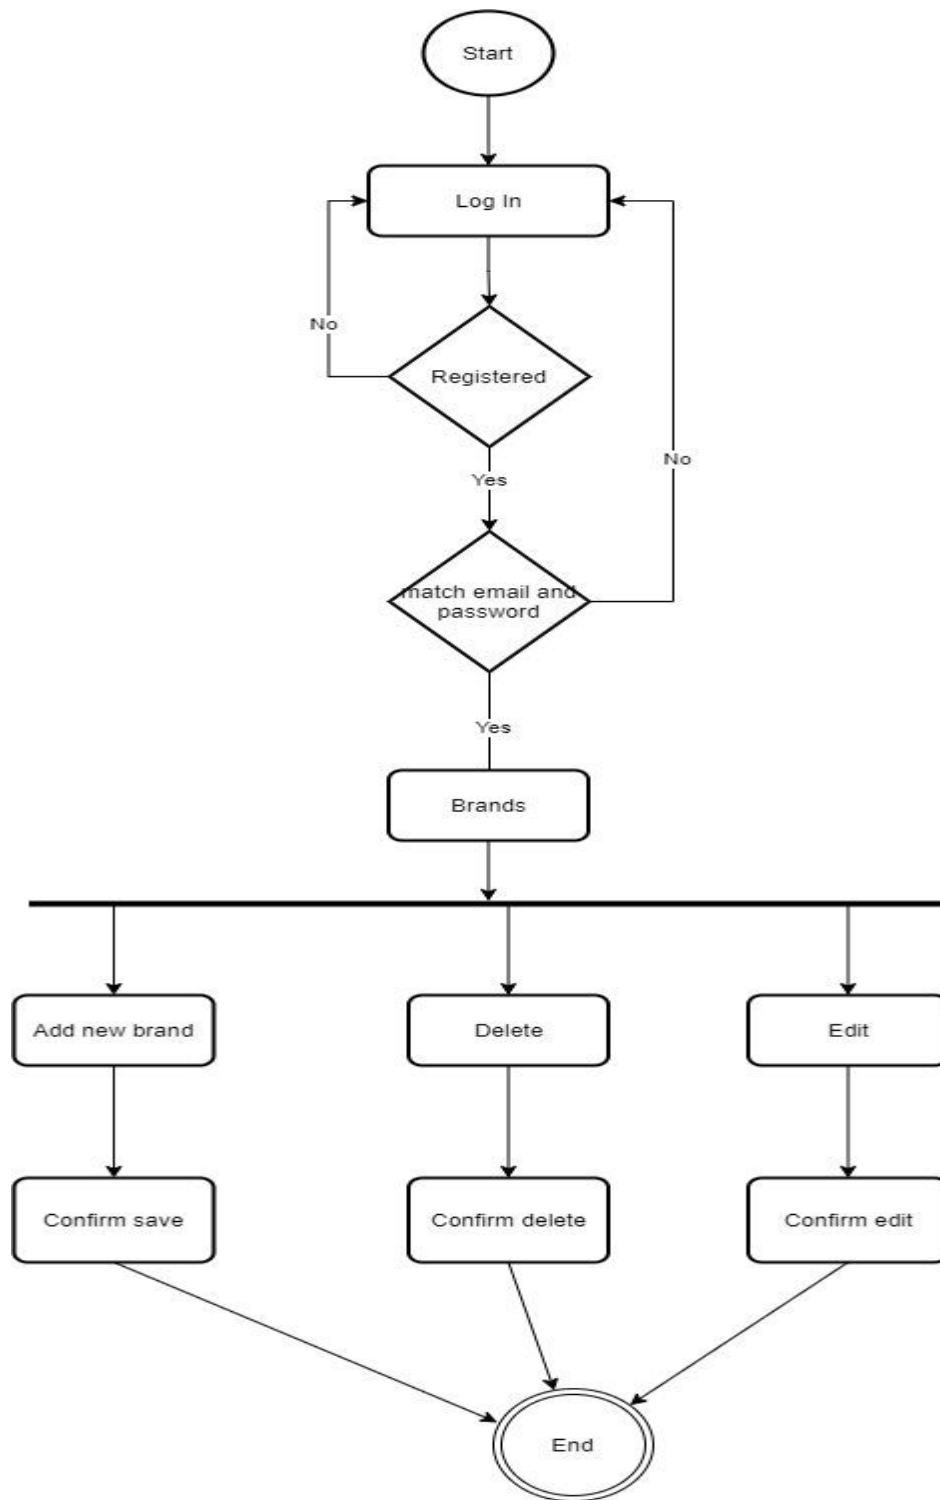 Start
Log In
No
Registered
No
Yes
match email and
password
Yes
Brands
Add new brand
Delete
Edit
Confirm save
Confirm delete
Confirm edit
End